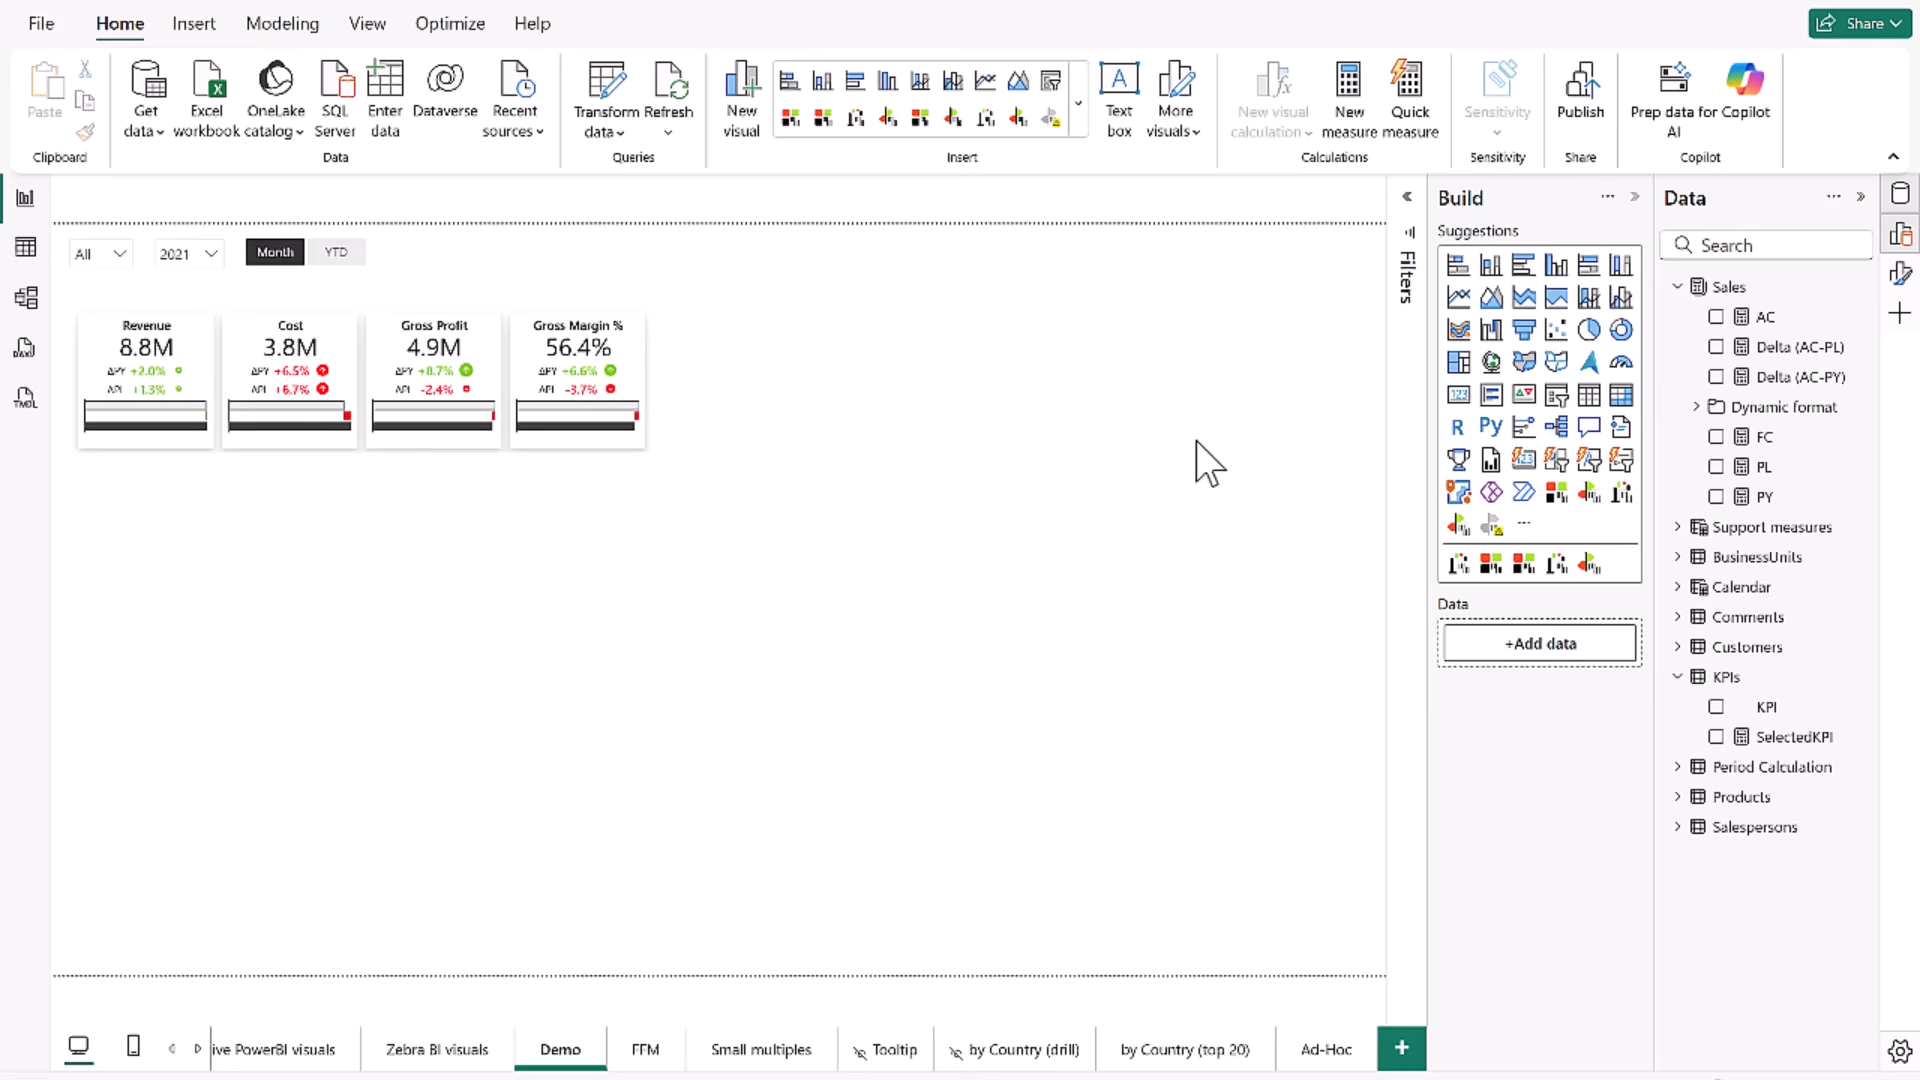 File Home Insert Modeling View Optimize Help
Share
Paste
Clipboard
Get data
Excel workbook
OneLake catalog
SQL Server
Enter data
Dataverse
Recent sources
Data
Transform data
Refresh
Queries
New visual
Text box
More visuals
Insert
New visual calculation
New measure
Quick measure
Calculations
Sensitivity
Sensitivity
Publish
Share
Prep data for AI
Copilot
Copilot
All
2021
Month
YTD
Revenue
8.8M
ΔPY +2.0%
+1.3%
Cost
3.8M
ΔPY +6.5%
+6.7%
Gross Profit
4.9M
ΔPY +8.7%
-2.4%
Gross Margin %
56.4%
ΔPY +6.6%
-3.7%
Filters
Build
Suggestions
123
R
Py
Data
+Add data
Data
Search
Sales
AC
Delta (AC-PL)
Delta (AC-PY)
Dynamic format
FC
PL
PY
Support measures
BusinessUnits
Calendar
Comments
Customers
KPIs
KPI
SelectedKPI
Period Calculation
Products
Salespersons
ive PowerBI visuals
Zebra BI visuals
Demo
FFM
Small multiples
Tooltip
by Country (drill)
by Country (top 20)
Ad-Hoc
+